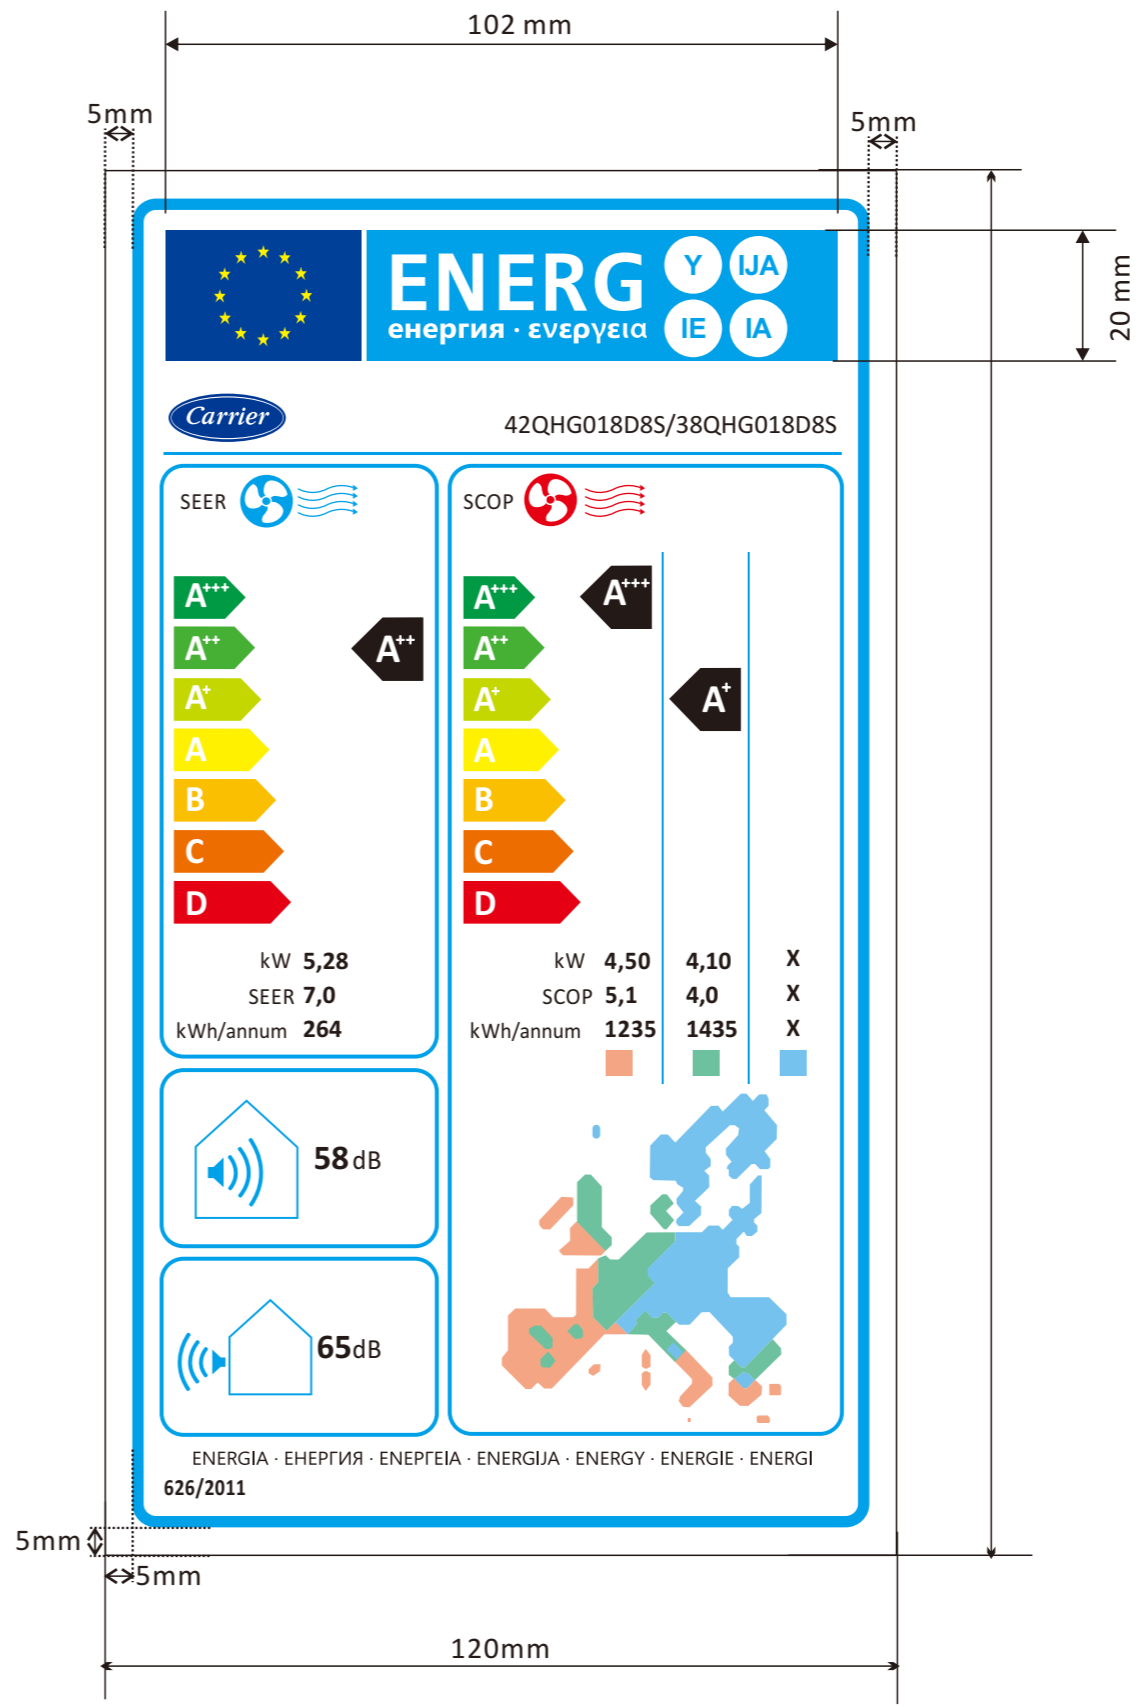 102 mm
5mm
5mm
20 mm
ENERG
енергия · ενεργεια
Y
IJA
IE
IA
Carrier
42QHG018D8S/38QHG018D8S
SEER
A+++
A++
A+
A
B
C
D
A++
kW 5,28
SEER 7,0
kWh/annum 264
SCOP
A+++
A++
A+
A
B
C
D
A+++
A+
kW 4,50 4,10 X
SCOP 5,1 4,0 X
kWh/annum 1235 1435 X
58 dB
65dB
ENERGIA · ЕНЕРГИЯ · ΕΝΕΡΓΕΙΑ · ENERGIJA · ENERGY · ENERGIE · ENERGI
626/2011
5mm
5mm
120mm